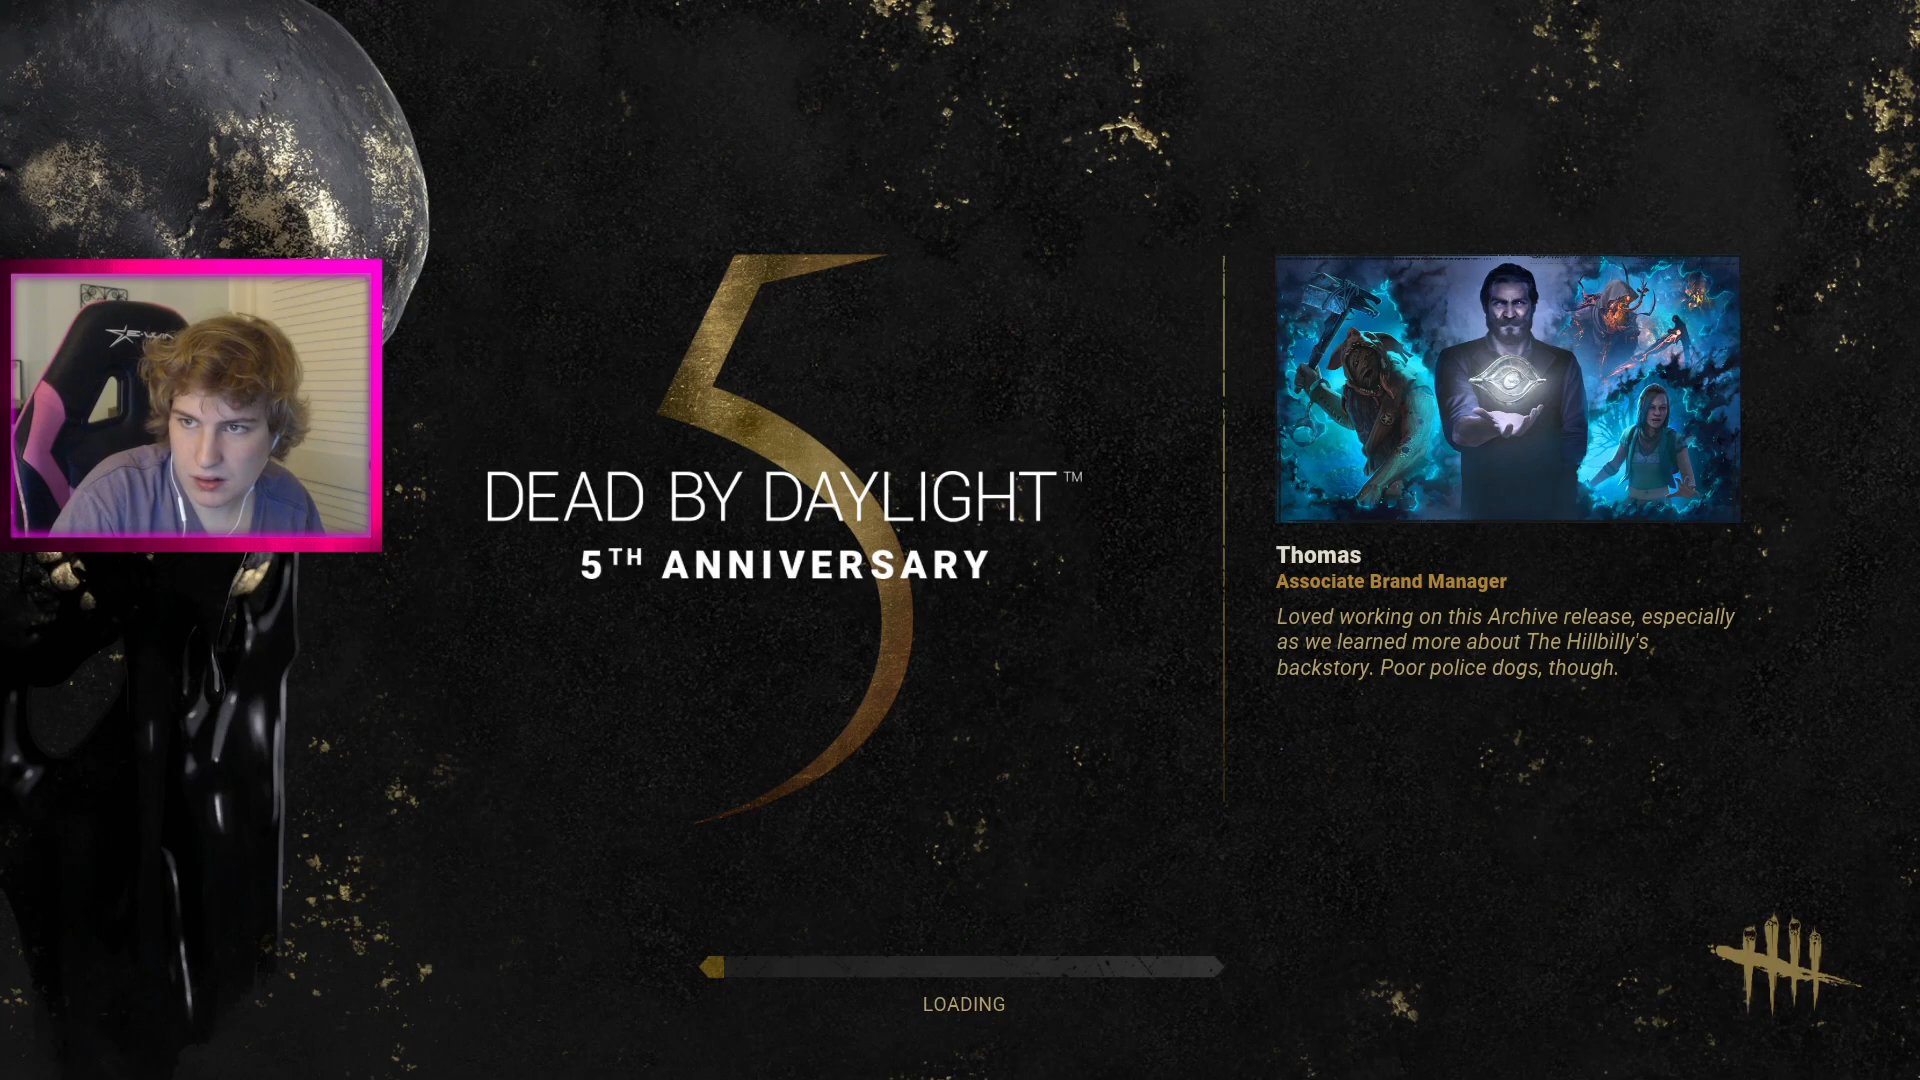 DEAD BY DAYLIGHT™
5TH ANNIVERSARY
Thomas
Associate Brand Manager
Loved working on this Archive release, especially
as we learned more about The Hillbilly's
backstory. Poor police dogs, though.
LOADING